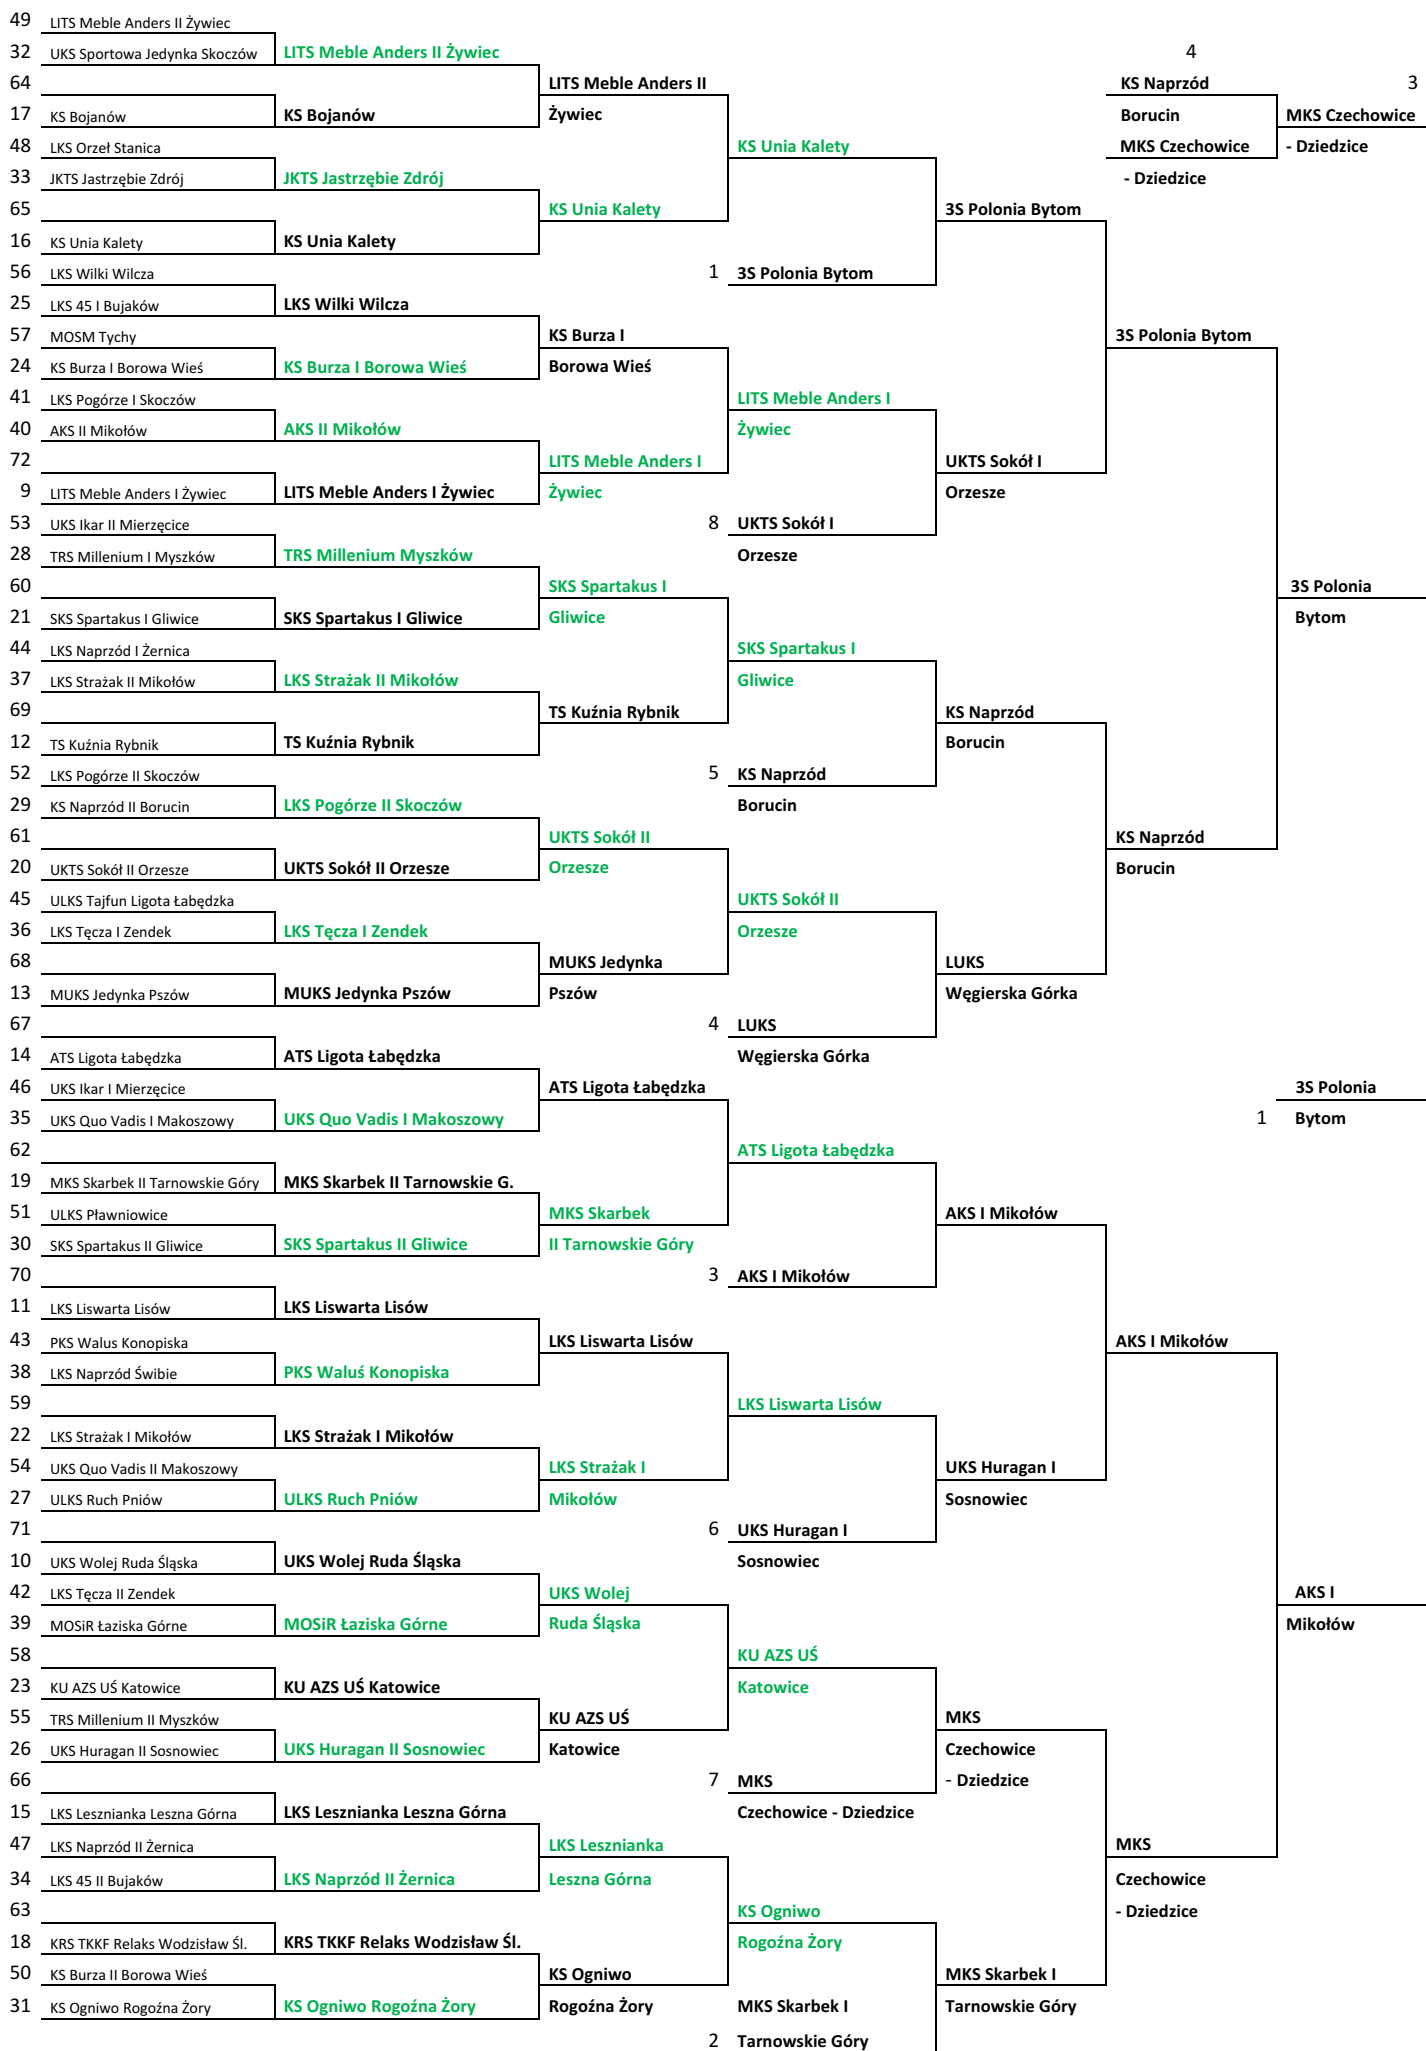 49 LITS Meble Anders II Żywiec
32 UKS Sportowa Jedynka Skoczów LITS Meble Anders II Żywiec 4
64 LITS Meble Anders II KS Naprzód 3
17 KS Bojanów KS Bojanów Żywiec Borucin MKS Czechowice
48 LKS Orzeł Stanica KS Unia Kalety MKS Czechowice - Dziedzice
33 JKTS Jastrzębie Zdrój JKTS Jastrzębie Zdrój - Dziedzice
65 KS Unia Kalety 3S Polonia Bytom
16 KS Unia Kalety KS Unia Kalety
56 LKS Wilki Wilcza 1 3S Polonia Bytom
25 LKS 45 I Bujaków LKS Wilki Wilcza
57 MOSM Tychy KS Burza I 3S Polonia Bytom
24 KS Burza I Borowa Wieś KS Burza I Borowa Wieś Borowa Wieś
41 LKS Pogórze I Skoczów LITS Meble Anders I
40 AKS II Mikołów AKS II Mikołów Żywiec
72 LITS Meble Anders I UKTS Sokół I
9 LITS Meble Anders I Żywiec LITS Meble Anders I Żywiec Żywiec Orzesze
53 UKS Ikar II Mierzęcice 8 UKTS Sokół I
28 TRS Millenium I Myszków TRS Millenium Myszków Orzesze
60 SKS Spartakus I 3S Polonia
21 SKS Spartakus I Gliwice SKS Spartakus I Gliwice Gliwice Bytom
44 LKS Naprzód I Żernica SKS Spartakus I
37 LKS Strażak II Mikołów LKS Strażak II Mikołów Gliwice
69 TS Kuźnia Rybnik KS Naprzód
12 TS Kuźnia Rybnik TS Kuźnia Rybnik Borucin
52 LKS Pogórze II Skoczów 5 KS Naprzód
29 KS Naprzód II Borucin LKS Pogórze II Skoczów Borucin
61 UKTS Sokół II KS Naprzód
20 UKTS Sokół II Orzesze UKTS Sokół II Orzesze Orzesze Borucin
45 ULKS Tajfun Ligota Łabędzka UKTS Sokół II
36 LKS Tęcza I Zendek LKS Tęcza I Zendek Orzesze
68 MUKS Jedynka LUKS
13 MUKS Jedynka Pszów MUKS Jedynka Pszów Pszów Węgierska Górka
67 4 LUKS
14 ATS Ligota Łabędzka ATS Ligota Łabędzka Węgierska Górka
46 UKS Ikar I Mierzęcice ATS Ligota Łabędzka 3S Polonia
35 UKS Quo Vadis I Makoszowy UKS Quo Vadis I Makoszowy 1 Bytom
62 ATS Ligota Łabędzka
19 MKS Skarbek II Tarnowskie Góry MKS Skarbek II Tarnowskie G.
51 ULKS Pławniowice MKS Skarbek AKS I Mikołów
30 SKS Spartakus II Gliwice SKS Spartakus II Gliwice II Tarnowskie Góry
70 3 AKS I Mikołów
11 LKS Liswarta Lisów LKS Liswarta Lisów
43 PKS Walus Konopiska LKS Liswarta Lisów AKS I Mikołów
38 LKS Naprzód Świbie PKS Waluś Konopiska
59 LKS Liswarta Lisów
22 LKS Strażak I Mikołów LKS Strażak I Mikołów
54 UKS Quo Vadis II Makoszowy LKS Strażak I UKS Huragan I
27 ULKS Ruch Pniów ULKS Ruch Pniów Mikołów Sosnowiec
71 6 UKS Huragan I
10 UKS Wolej Ruda Śląska UKS Wolej Ruda Śląska Sosnowiec
42 LKS Tęcza II Zendek UKS Wolej AKS I
39 MOSiR Łaziska Górne MOSiR Łaziska Górne Ruda Śląska Mikołów
58 KU AZS UŚ
23 KU AZS UŚ Katowice KU AZS UŚ Katowice Katowice
55 TRS Millenium II Myszków KU AZS UŚ MKS
26 UKS Huragan II Sosnowiec UKS Huragan II Sosnowiec Katowice Czechowice
66 7 MKS - Dziedzice
15 LKS Lesznianka Leszna Górna LKS Lesznianka Leszna Górna Czechowice - Dziedzice
47 LKS Naprzód II Żernica LKS Lesznianka MKS
34 LKS 45 II Bujaków LKS Naprzód II Żernica Leszna Górna Czechowice
63 KS Ogniwo - Dziedzice
18 KRS TKKF Relaks Wodzisław Śl. KRS TKKF Relaks Wodzisław Śl. Rogoźna Żory
50 KS Burza II Borowa Wieś KS Ogniwo MKS Skarbek I
31 KS Ogniwo Rogoźna Żory KS Ogniwo Rogoźna Żory Rogoźna Żory MKS Skarbek I Tarnowskie Góry
2 Tarnowskie Góry